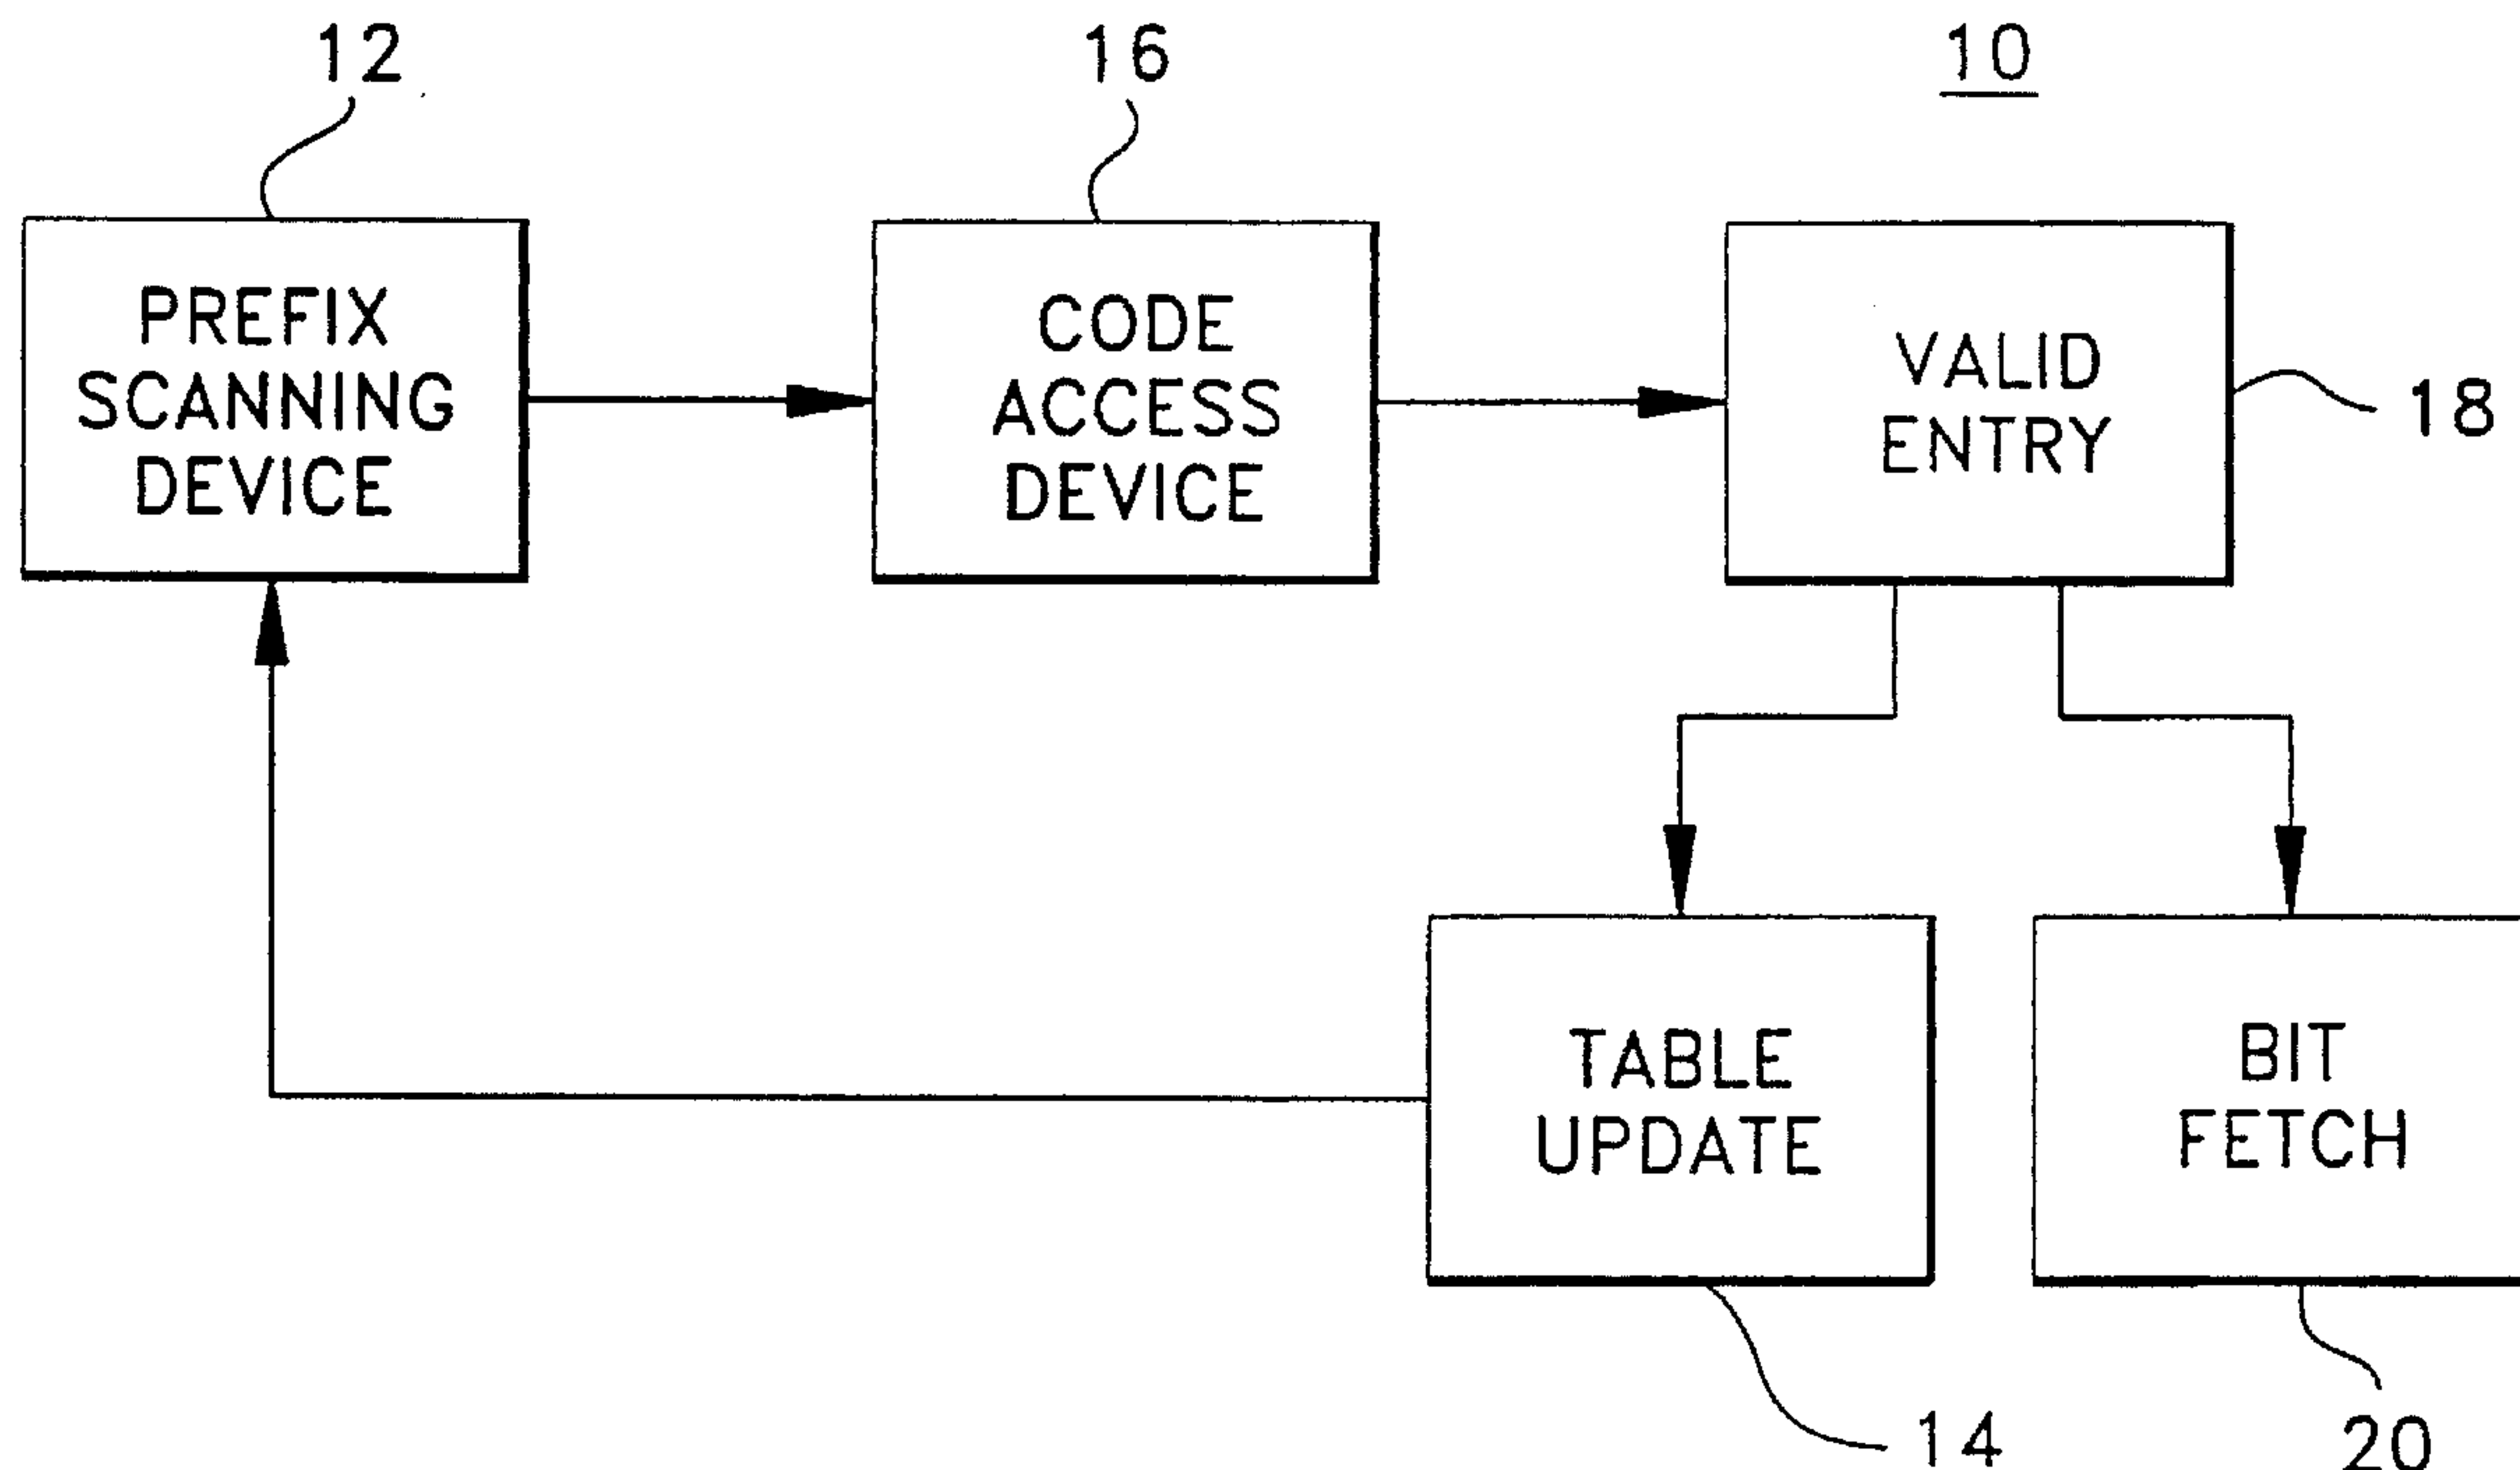 12
16
10
PREFIX
SCANNING
DEVICE
CODE
ACCESS
DEVICE
VALID
ENTRY
18
TABLE
UPDATE
BIT
FETCH
14
20